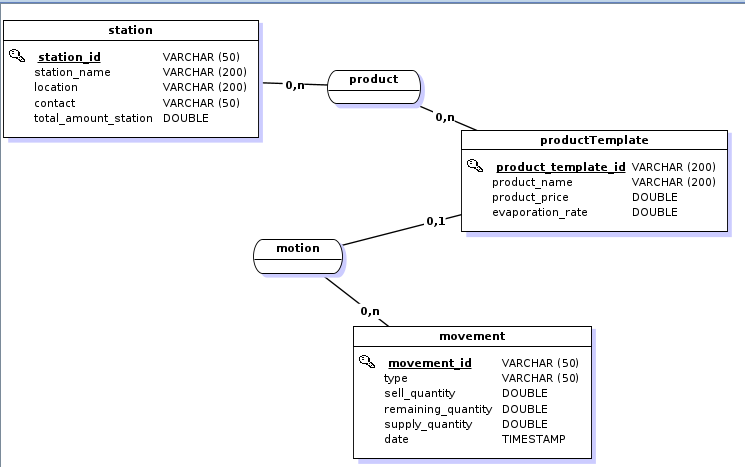 station
station_id VARCHAR (50)
station_name VARCHAR (200)
location VARCHAR (200)
contact VARCHAR (50)
total_amount_station DOUBLE
0,n
product
0,n
productTemplate
product_template_id VARCHAR (200)
product_name VARCHAR (200)
product_price DOUBLE
evaporation_rate DOUBLE
0,1
motion
0,n
movement
movement_id VARCHAR (50)
type VARCHAR (50)
sell_quantity DOUBLE
remaining_quantity DOUBLE
supply_quantity DOUBLE
date TIMESTAMP